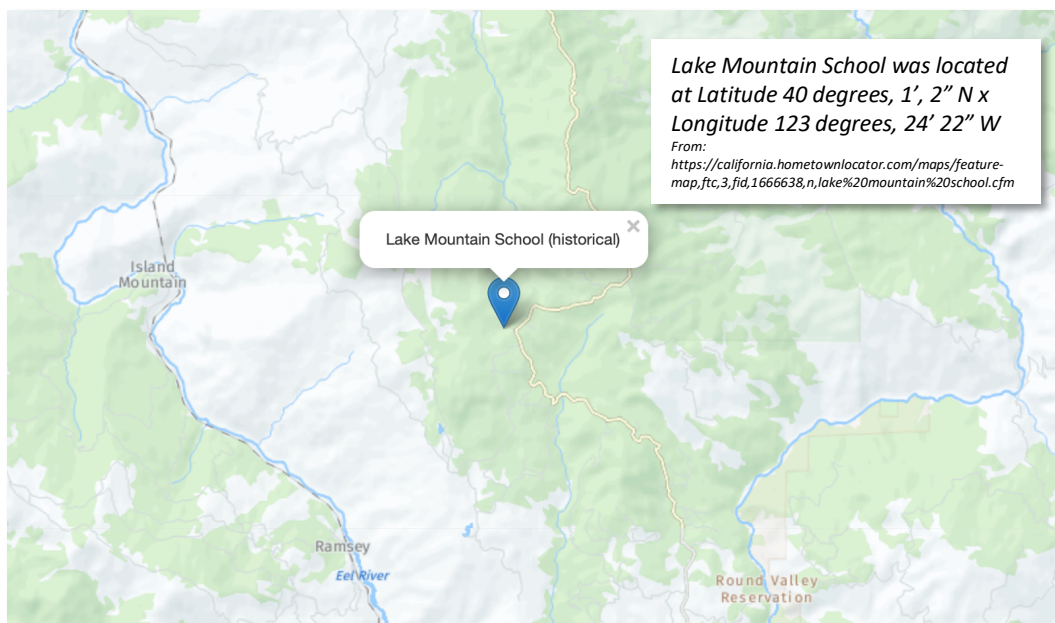 Lake Mountain School was located
at Latitude 40 degrees, 1’, 2” N x
Longitude 123 degrees, 24’ 22” W
From:
https://california.hometownlocator.com/maps/feature-
map,ftc,3,fid,1666638,n,lake%20mountain%20school.cfm
Lake Mountain School (historical)
×
Island
Mountain
Ramsey
Eel River
Round Valley
Reservation